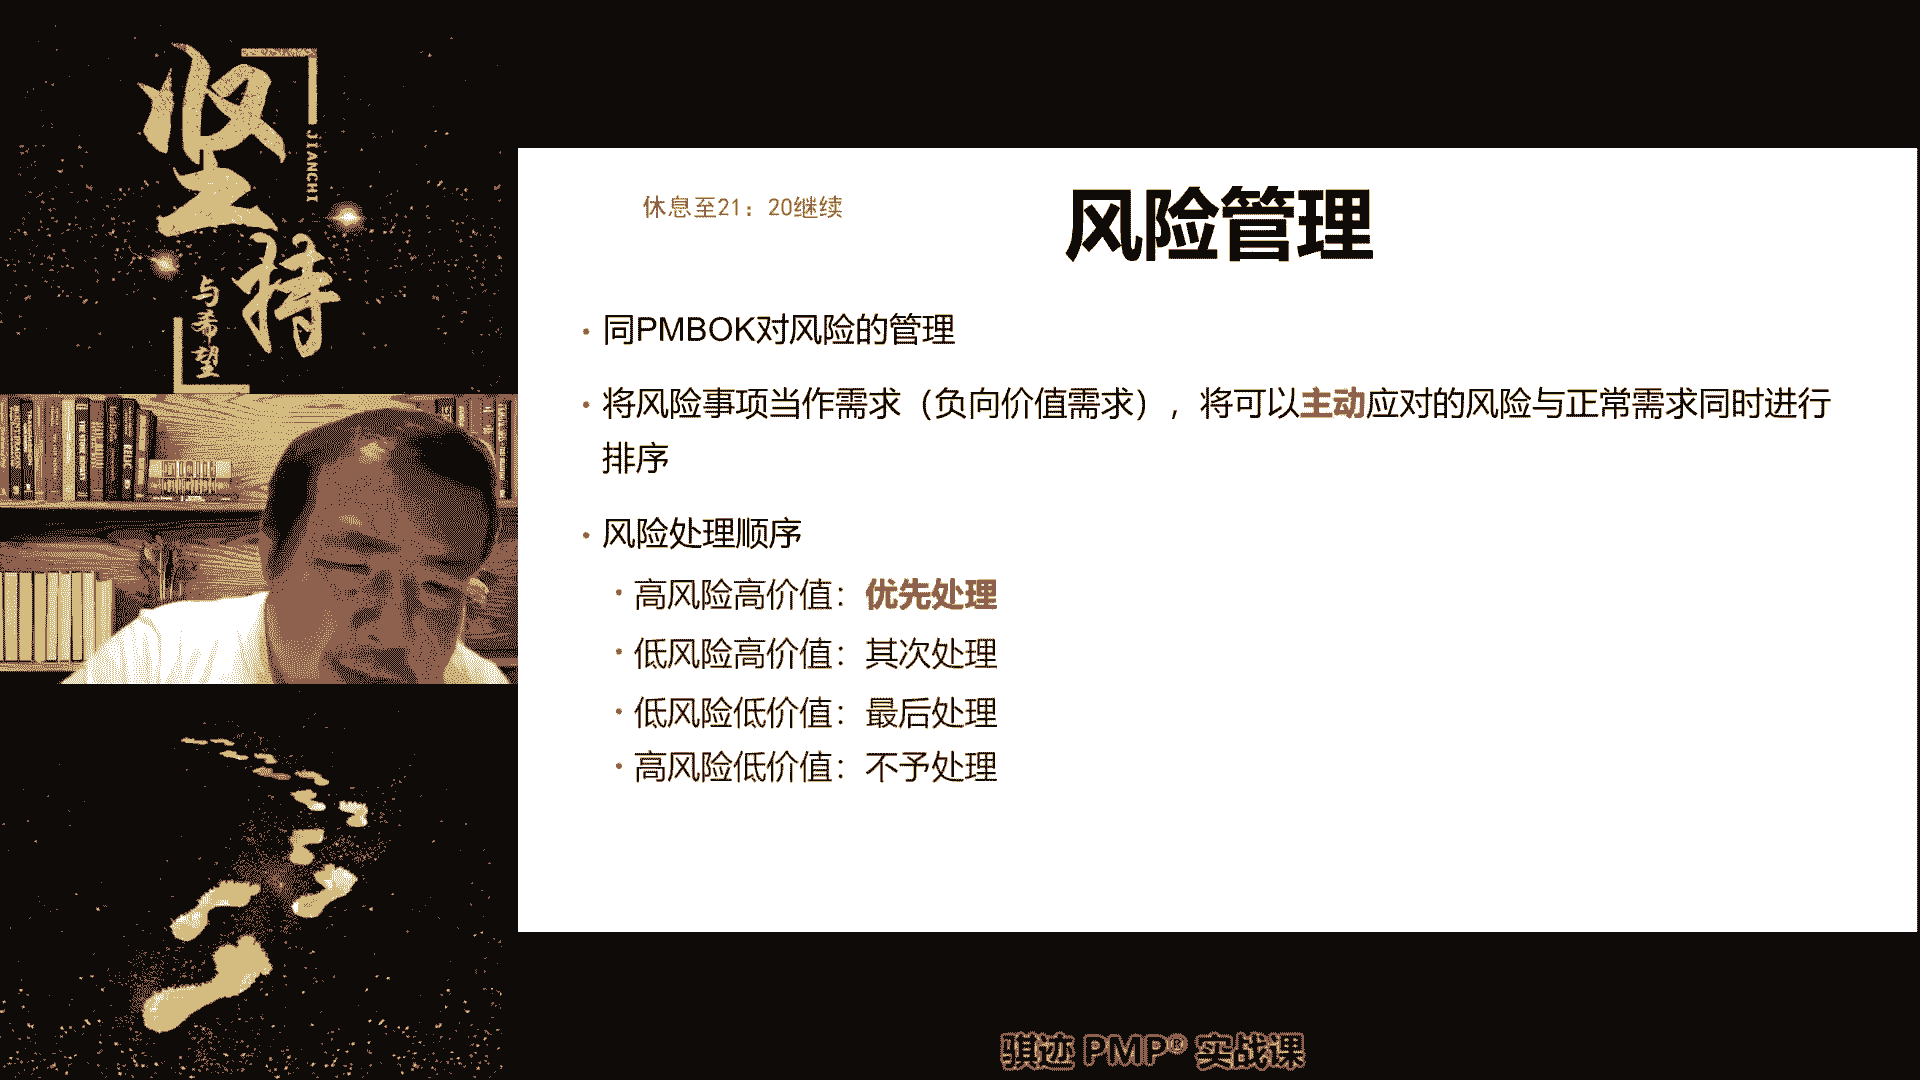 坚持
JIANCHI
与希望
休息至21：20继续
风险管理
同PMBOK对风险的管理
将风险事项当作需求（负向价值需求），将可以主动应对的风险与正常需求同时进行
排序
风险处理顺序
高风险高价值：优先处理
低风险高价值：其次处理
低风险低价值：最后处理
高风险低价值：不予处理
骐迹 PMP® 实战课